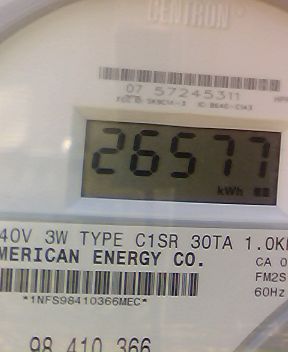 CENTRON
07 57245311
26577
kWh
40V 3W TYPE C1SR 30TA 1.0K
MERICAN ENERGY CO.
CA 0
FM2S
60Hz
*1NFS98410366MEC*
98 410 366